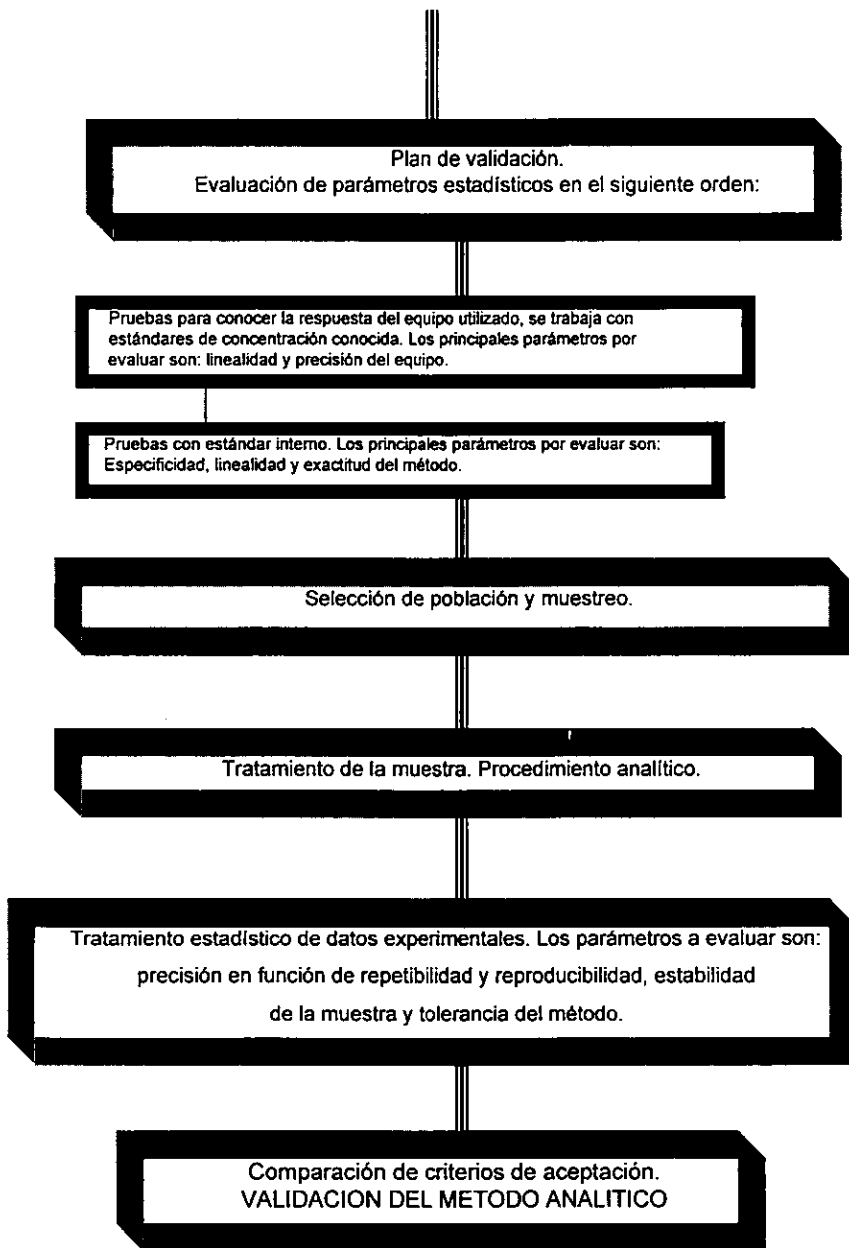 Plan de validación.
Evaluación de parámetros estadísticos en el siguiente orden:
Pruebas para conocer la respuesta del equipo utilizado, se trabaja con
estándares de concentración conocida. Los principales parámetros por
evaluar son: linealidad y precisión del equipo.
Pruebas con estándar interno. Los principales parámetros por evaluar son:
Especificidad, linealidad y exactitud del método.
Selección de población y muestreo.
Tratamiento de la muestra. Procedimiento analítico.
Tratamiento estadístico de datos experimentales. Los parámetros a evaluar son:
precisión en función de repetibilidad y reproducibilidad, estabilidad
de la muestra y tolerancia del método.
Comparación de criterios de aceptación.
VALIDACION DEL METODO ANALITICO